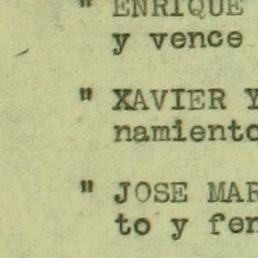 " ENRIQUE
y vence
" XAVIER Y
namiento
" JOSE MAR
to y fer